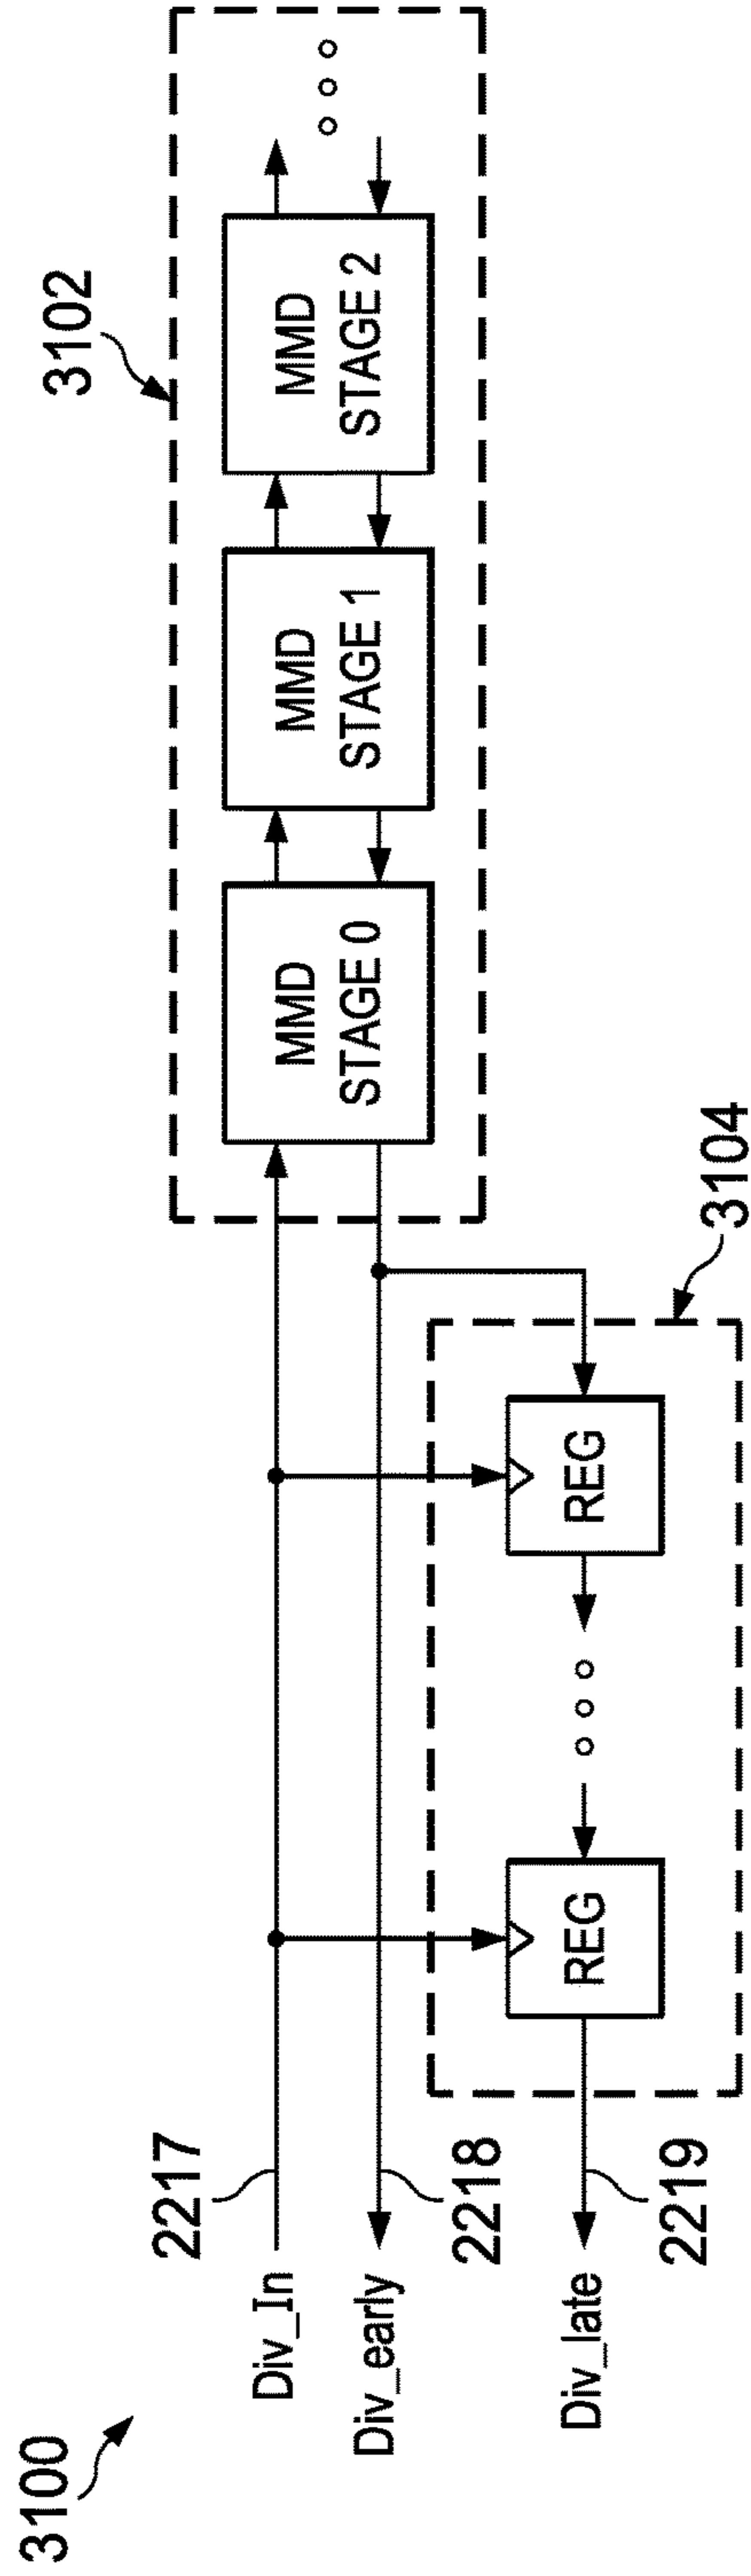 3100
3102
MMD
STAGE 0
MMD
STAGE 1
MMD
STAGE 2
Div_In
2217
Div_early
2218
3104
REG
REG
Div_late
2219